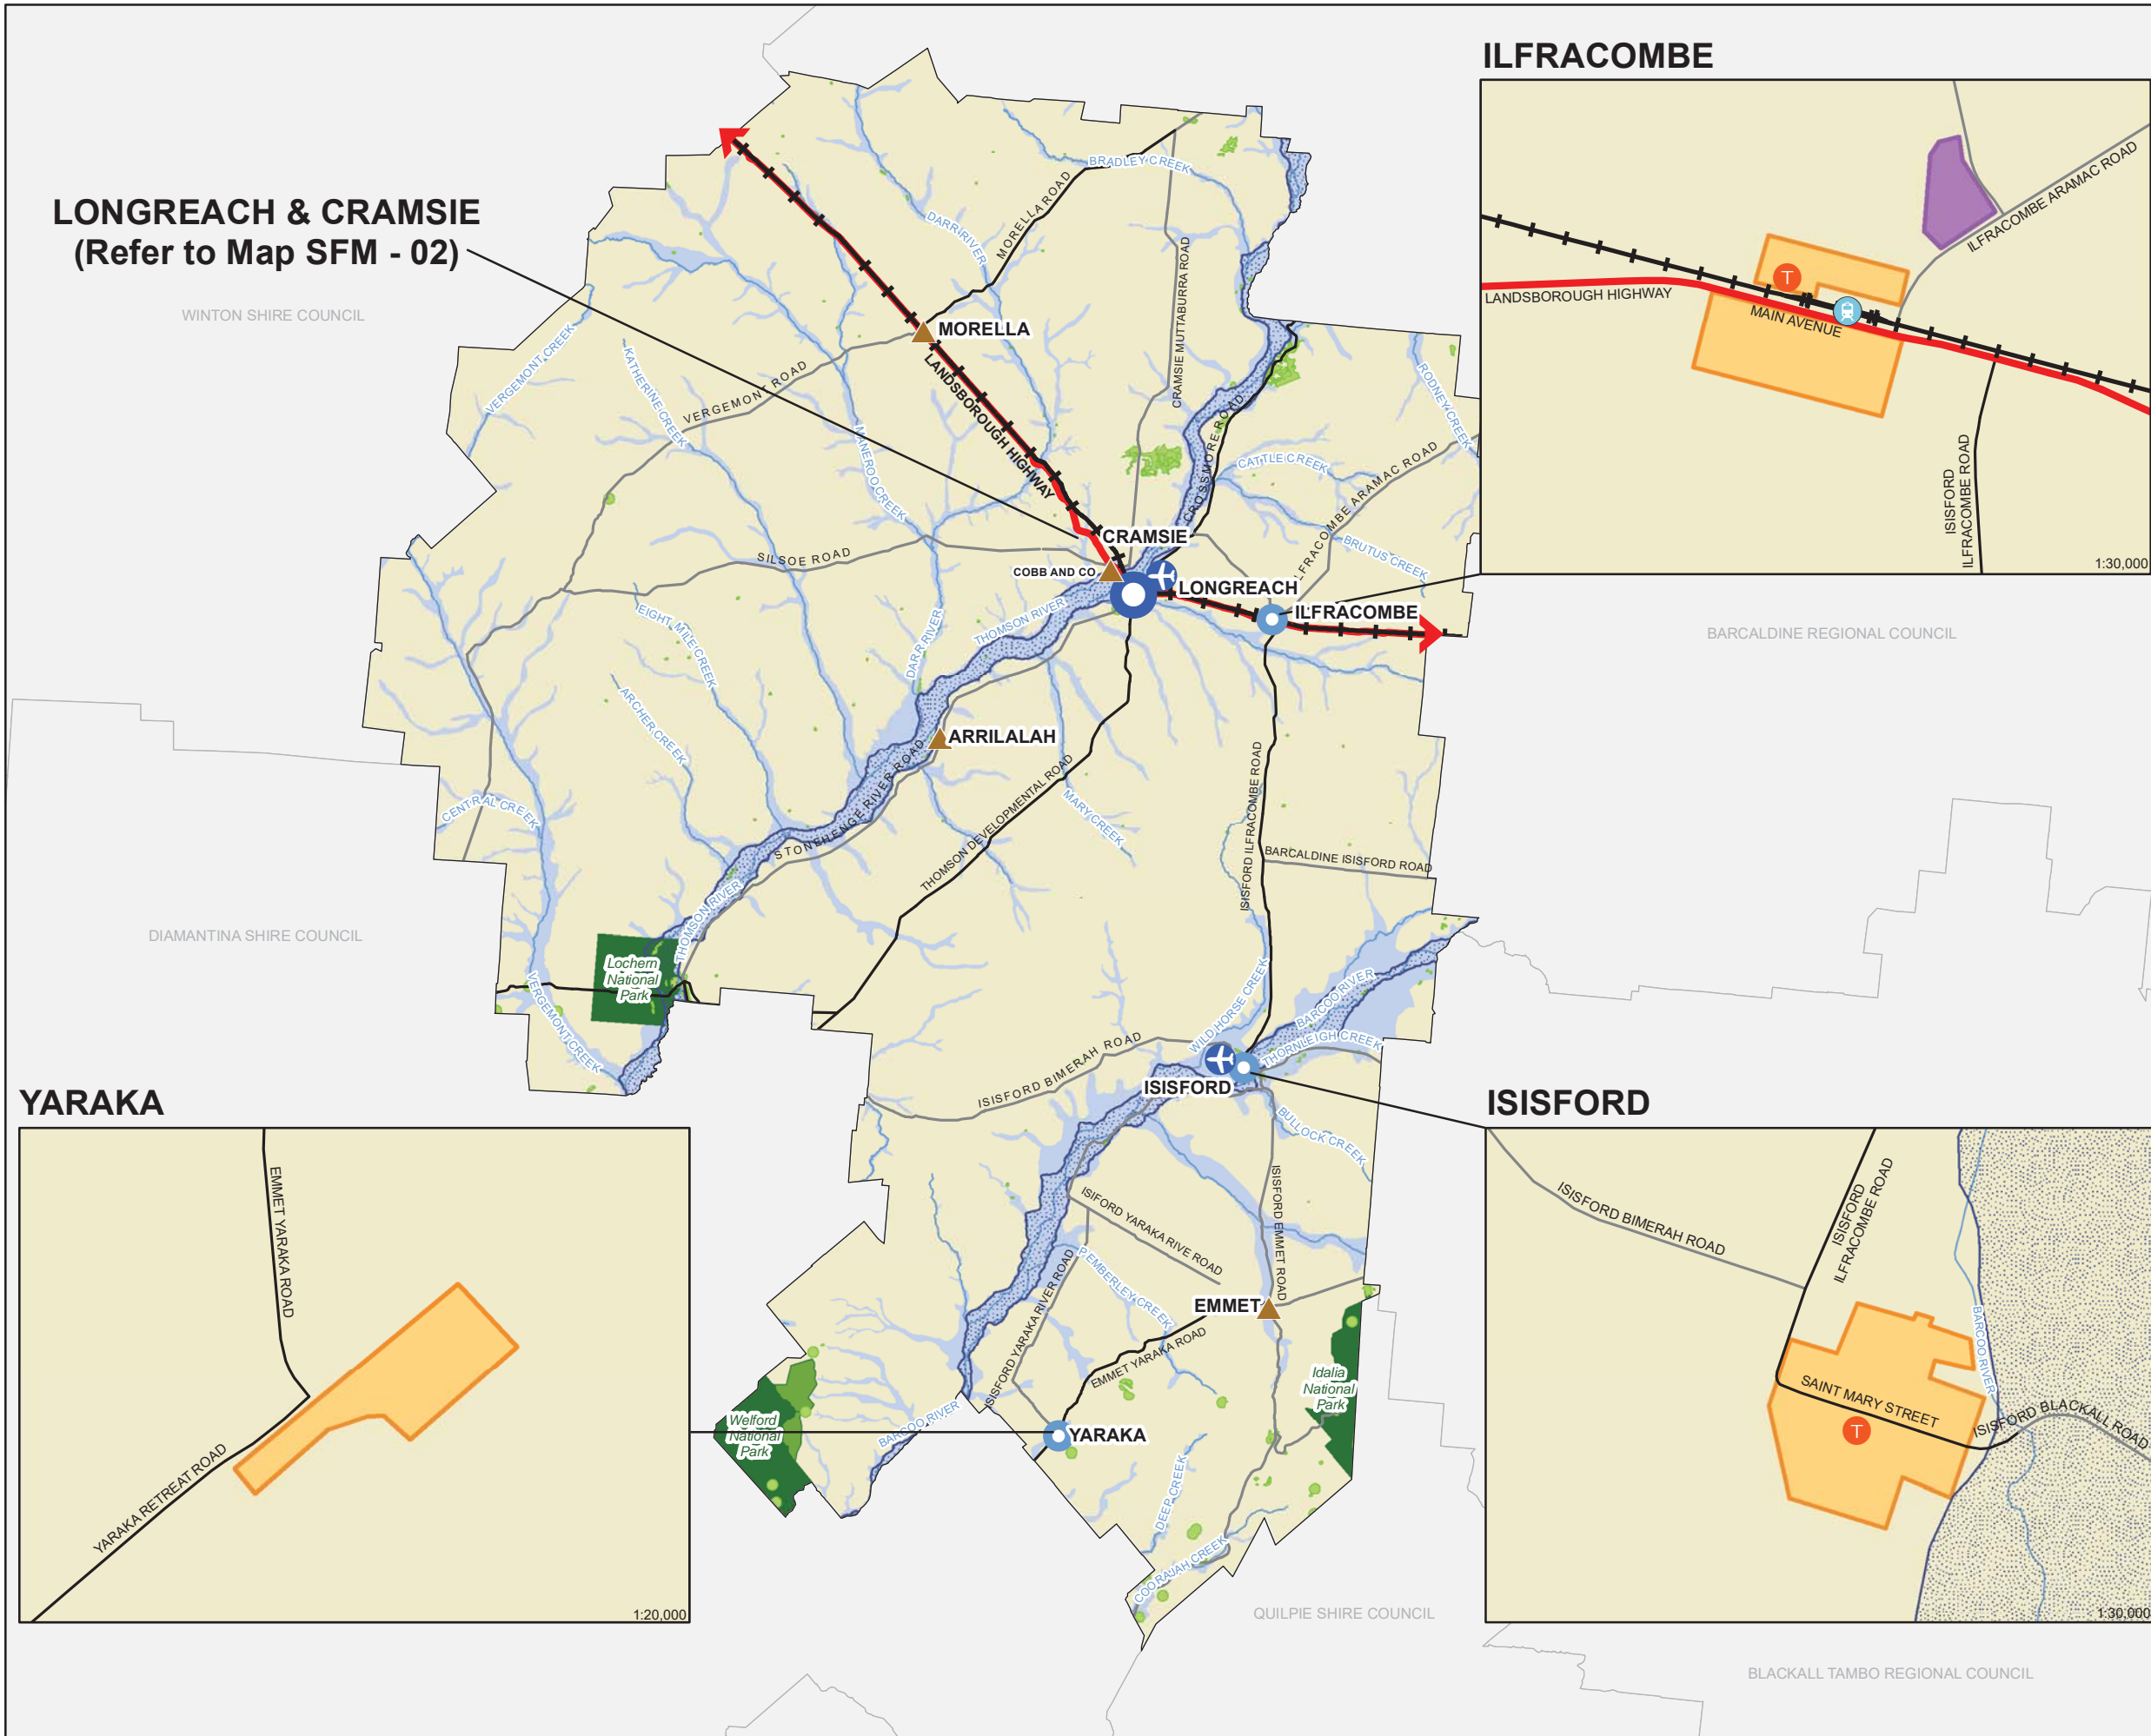 ILFRACOMBE
LONGREACH & CRAMSIE
(Refer to Map SFM - 02)
WINTON SHIRE COUNCIL
BRADLEY CREEK
DARR RIVER
MORELLA ROAD
CRAMSIE MUTTABURRA ROAD
VERGEMONT CREEK
KATHERINE CREEK
VERGEMONT ROAD
MORELLA
LANDSBOROUGH HIGHWAY
MANEROO CREEK
RODNEY CREEK
CATTLE CREEK
CROSSMORE ROAD
ILFRACOMBE ARAMAC ROAD
BRUTUS CREEK
SILSOE ROAD
CRAMSIE
COBB AND CO
LONGREACH
ILFRACOMBE
THOMSON RIVER
DARR RIVER
EIGHT MILE CREEK
ARCHER CREEK
ARRILALAH
STONEHENGE RIVER ROAD
THOMSON DEVELOPMENTAL ROAD
MARY CREEK
ISISFORD ILFRACOMBE ROAD
BARCALDINE ISISFORD ROAD
CENTRAL CREEK
THOMSON RIVER
Lochern
National
Park
VERGEMONT CREEK
DIAMANTINA SHIRE COUNCIL
BARCALDINE REGIONAL COUNCIL
WILD HORSE CREEK
BARCOO RIVER
THORNLEIGH CREEK
ISISFORD BIMERAH ROAD
ISISFORD
BULLOCK CREEK
ISISFORD EMMET ROAD
ISIFORD YARAKA RIVE ROAD
PEMBERLEY CREEK
ISISFORD YARAKA RIVER ROAD
EMMET
EMMET YARAKA ROAD
Idalia
National
Park
Welford
National
Park
BARCOO RIVER
YARAKA
DEEP CREEK
COORAJAH CREEK
QUILPIE SHIRE COUNCIL
BLACKALL TAMBO REGIONAL COUNCIL
LANDSBOROUGH HIGHWAY
MAIN AVENUE
T
ILFRACOMBE ARAMAC ROAD
ISISFORD
ILFRACOMBE ROAD
1:30,000
YARAKA
EMMET YARAKA ROAD
YARAKA RETREAT ROAD
1:20,000
ISISFORD
ISISFORD BIMERAH ROAD
ISISFORD
ILFRACOMBE ROAD
BARCOO RIVER
SAINT MARY STREET
T
ISISFORD BLACKALL ROAD
1:30,000